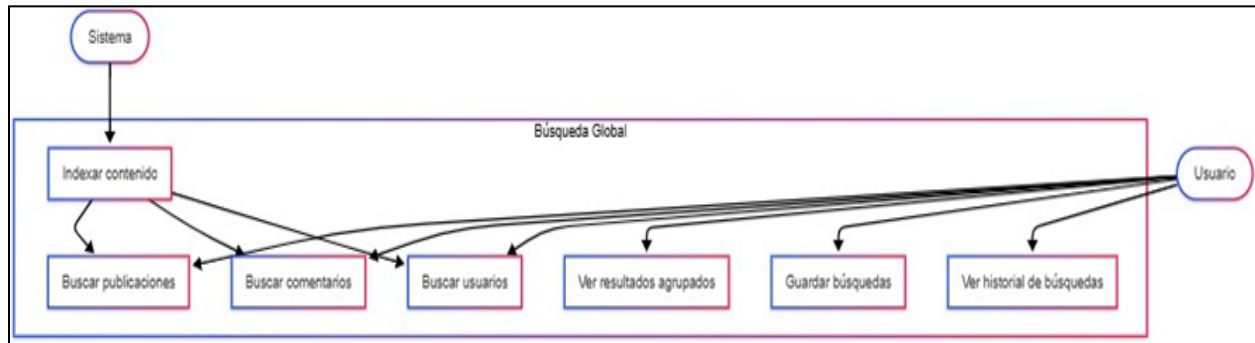 Sistema
Búsqueda Global
Indexar contenido
Usuario
Buscar publicaciones
Buscar comentarios
Buscar usuarios
Ver resultados agrupados
Guardar búsquedas
Ver historial de búsquedas